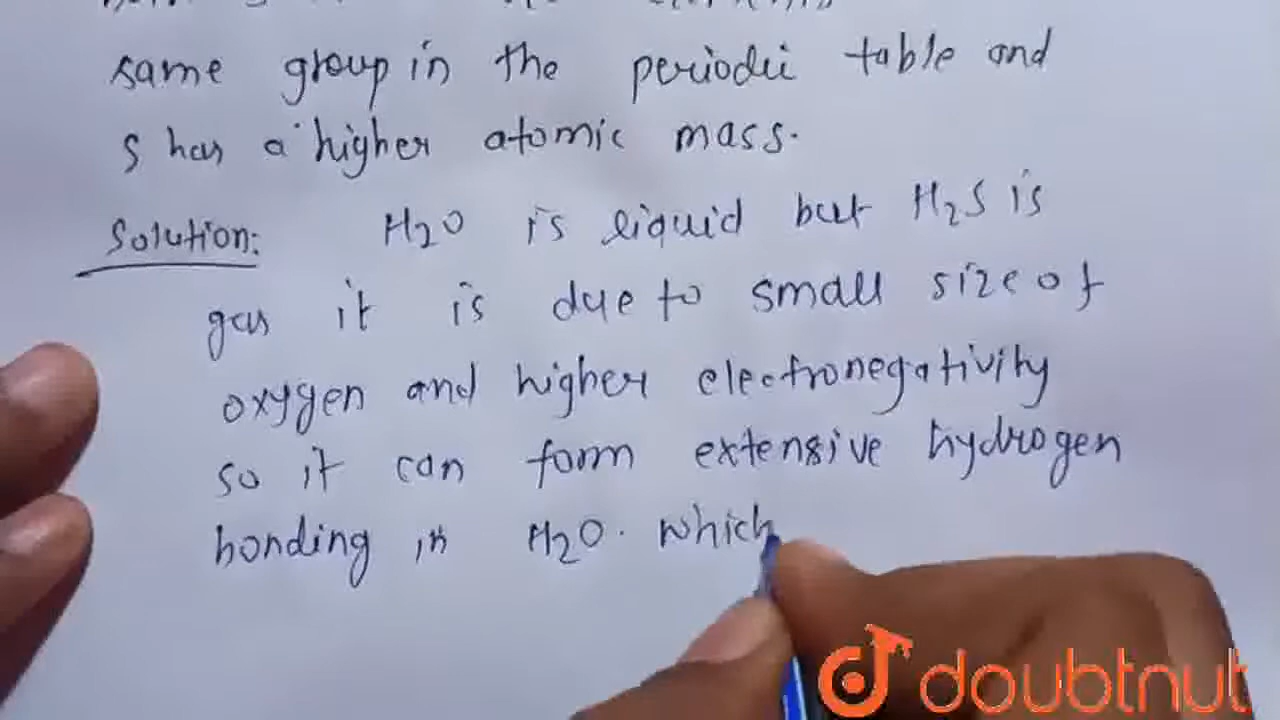 same group in the periodic table and
S has a higher atomic mass.
Solution: H2O is liquid but H2S is
gas it is due to small size of
oxygen and higher electronegativity
so it can form extensive hydrogen
bonding in H2O. which
doubtnut